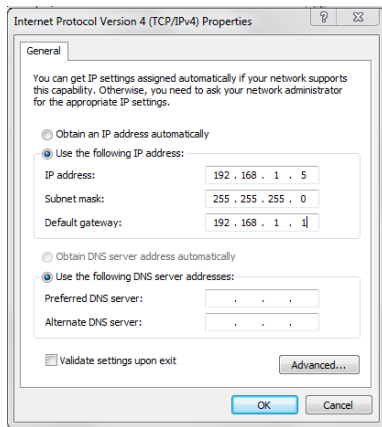 Internet Protocol Version 4 (TCP/IPv4) Properties
General
You can get IP settings assigned automatically if your network supports
this capability. Otherwise, you need to ask your network administrator
for the appropriate IP settings.
Obtain an IP address automatically
Use the following IP address:
IP address: 192 . 168 . 1 . 5
Subnet mask: 255 . 255 . 255 . 0
Default gateway: 192 . 168 . 1 . 1
Obtain DNS server address automatically
Use the following DNS server addresses:
Preferred DNS server: . . .
Alternate DNS server: . . .
Validate settings upon exit
Advanced...
OK Cancel